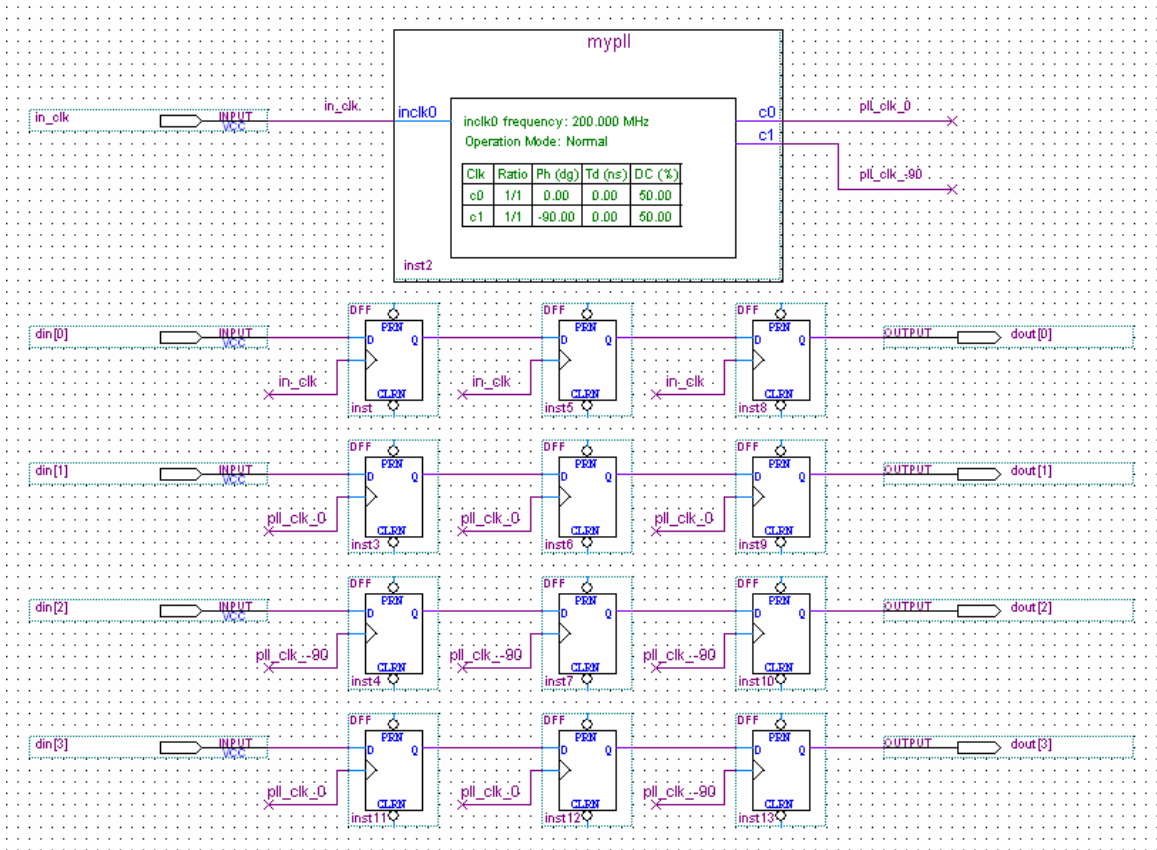 mypll
in_clk INPUT VCC in_clk inclk0 c0 pll_clk_0
c1 pll_clk_-90
inclk0 frequency: 200.000 MHz
Operation Mode: Normal
Clk Ratio Ph (dg) Td (ns) DC (%)
c0 1/1 0.00 0.00 50.00
c1 1/1 -90.00 0.00 50.00
inst2
DFF DFF DFF
din[0] INPUT VCC PRN PRN PRN OUTPUT dout[0]
D Q D Q D Q
in_clk in_clk in_clk
CLRN CLRN CLRN
inst inst5 inst8
DFF DFF DFF
din[1] INPUT VCC PRN PRN PRN OUTPUT dout[1]
D Q D Q D Q
pll_clk_0 pll_clk_0 pll_clk_0
CLRN CLRN CLRN
inst3 inst6 inst9
DFF DFF DFF
din[2] INPUT VCC PRN PRN PRN OUTPUT dout[2]
D Q D Q D Q
pll_clk_-90 pll_clk_-90 pll_clk_-90
CLRN CLRN CLRN
inst4 inst7 inst10
DFF DFF DFF
din[3] INPUT VCC PRN PRN PRN OUTPUT dout[3]
D Q D Q D Q
pll_clk_0 pll_clk_0 pll_clk_-90
CLRN CLRN CLRN
inst11 inst12 inst13